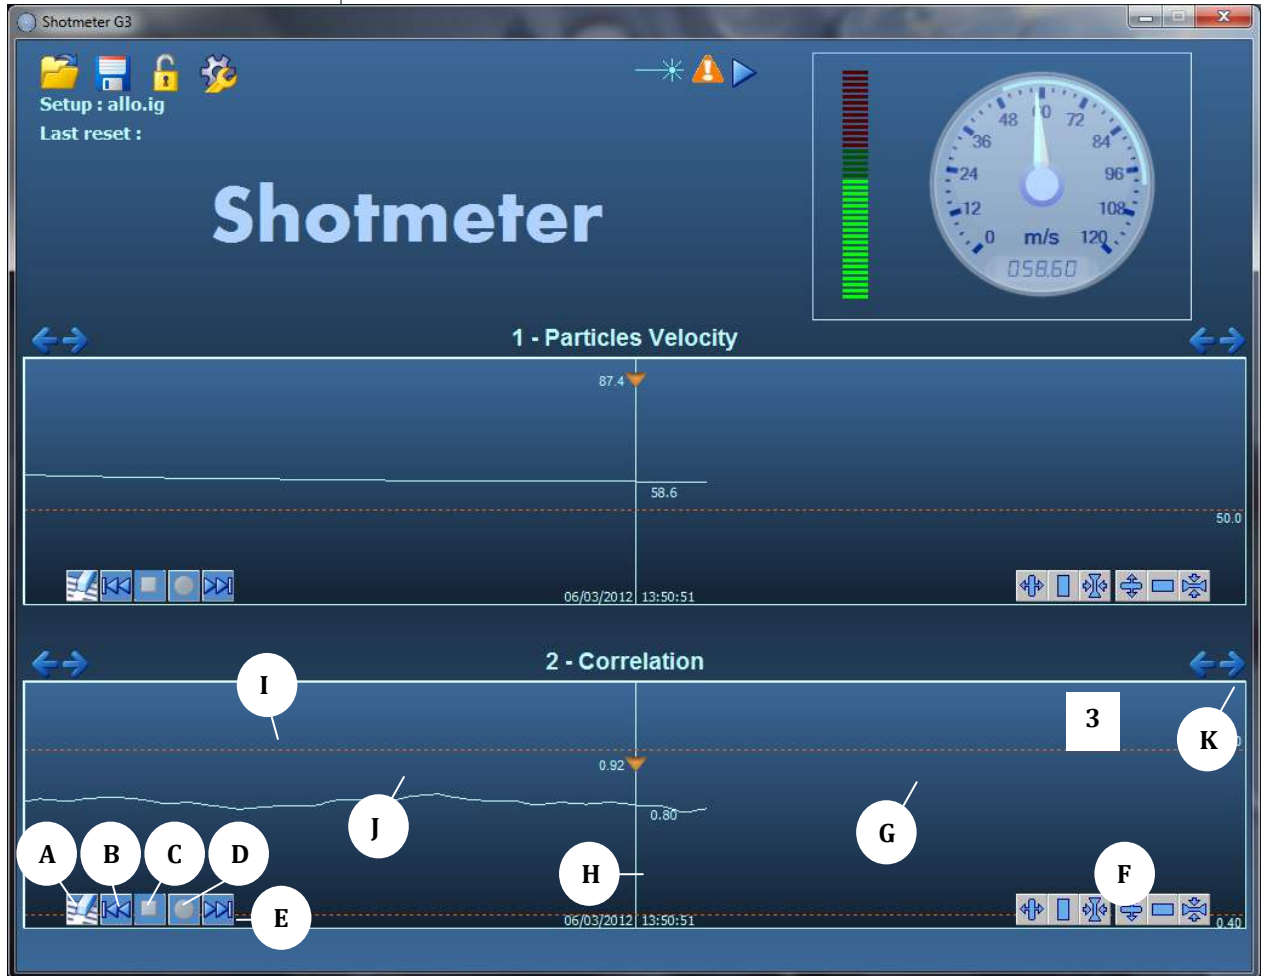 Shotmeter G3
Setup : allo.ig
Last reset :
Shotmeter
0
12
24
36
48
60
72
84
96
108
120
m/s
058.60
1 - Particles Velocity
87.4
58.6
50.0
06/03/2012 13:50:51
2 - Correlation
I
3
K
0.92
0.80
J
G
A
B
C
D
H
F
E
06/03/2012 13:50:51
0.40